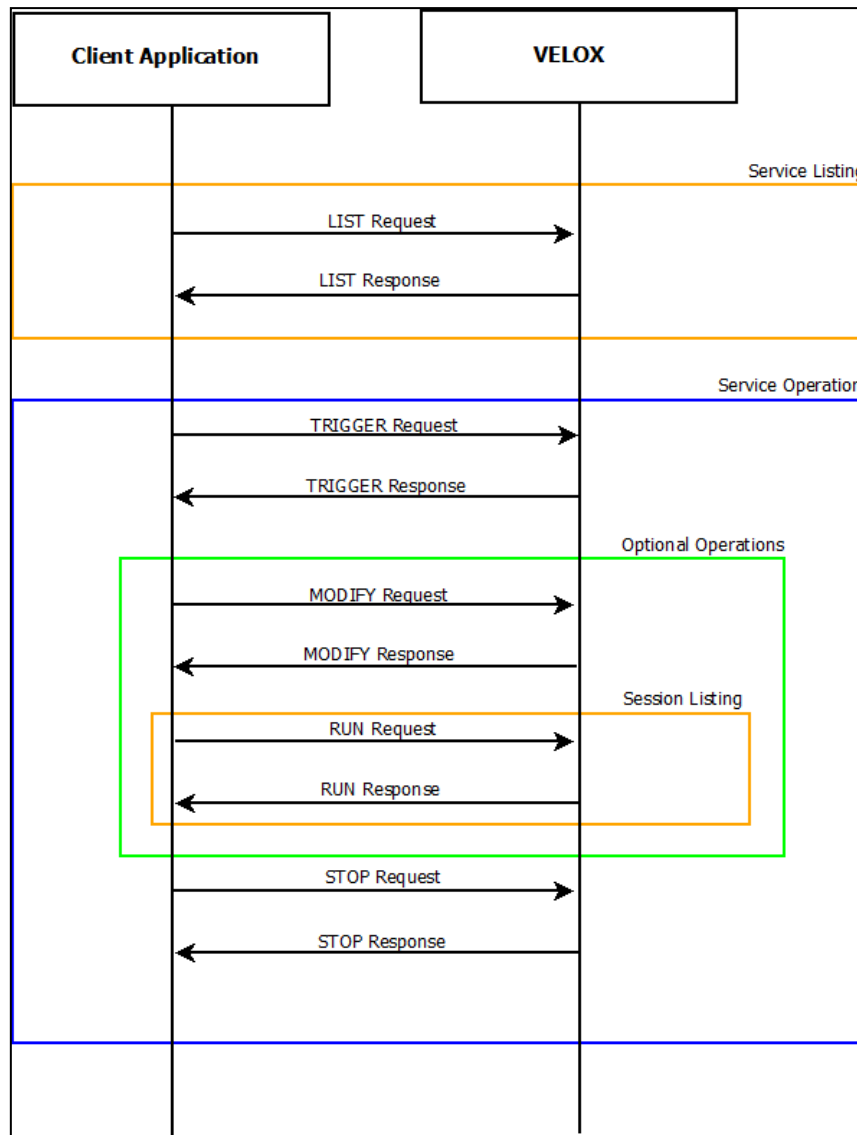 Client Application
VELOX
Service Listing
LIST Request
LIST Response
Service Operation
TRIGGER Request
TRIGGER Response
Optional Operations
MODIFY Request
MODIFY Response
Session Listing
RUN Request
RUN Response
STOP Request
STOP Response